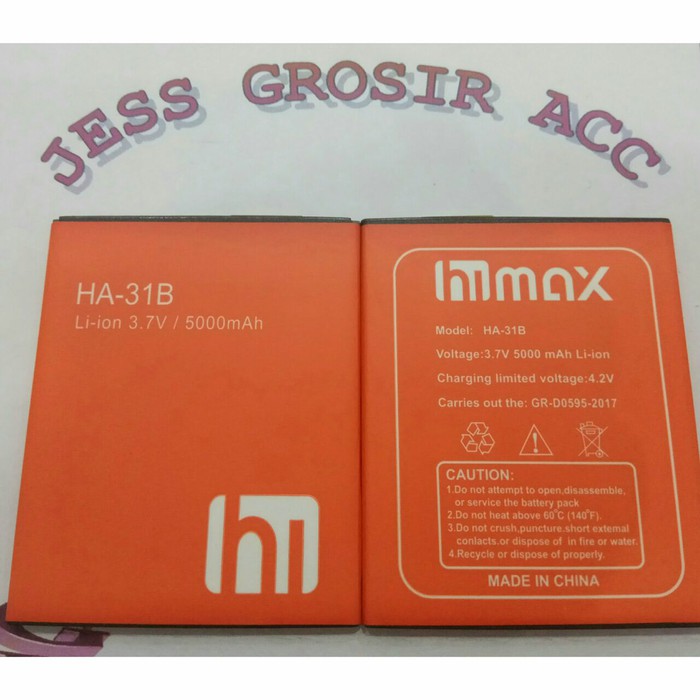 JESS GROSIR ACC
HA-31B
Li-ion 3.7V / 5000mAh
hi
himax
Model: HA-31B
Voltage:3.7V 5000 mAh Li-ion
Charging limited voltage:4.2V
Carries out the: GR-D0595-2017
CAUTION:
1.Do not attempt to open,disassemble,
or service the battery pack
2.Do not heat above 60°C (140°F).
3.Do not crush,puncture.short external
contacts.or dispose of in fire or water.
4.Recycle or dispose of properly.
MADE IN CHINA